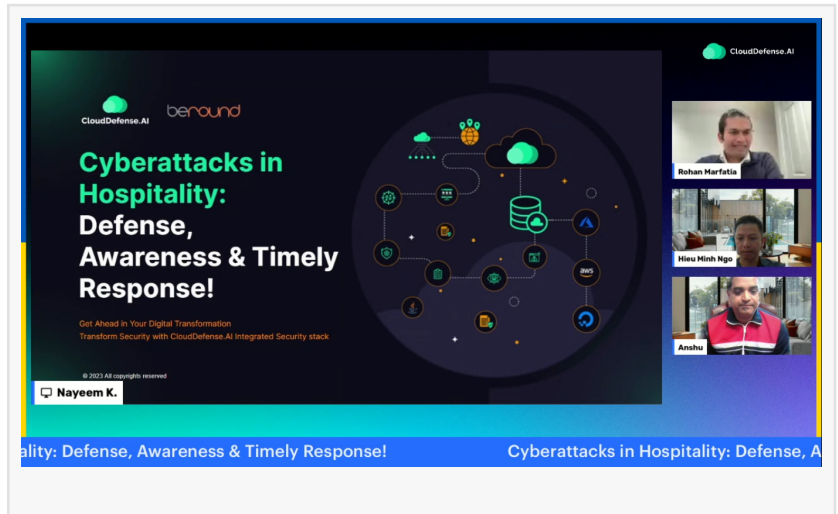 CloudDefense.AI
CloudDefense.AI
beround
Cyberattacks in
Hospitality:
Defense,
Awareness & Timely
Response!
Get Ahead in Your Digital Transformation
Transform Security with CloudDefense.AI Integrated Security stack
© 2023 All copyrights reserved
Nayeem K.
aws
Rohan Marfatia
Hieu Minh Ngo
Anshu
ality: Defense, Awareness & Timely Response!
Cyberattacks in Hospitality: Defense, A